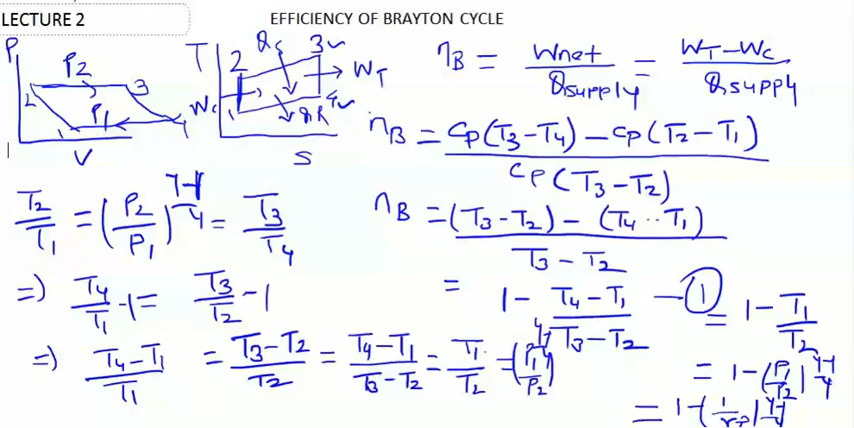 LECTURE 2
EFFICIENCY OF BRAYTON CYCLE
P
P2
2
3
P1
1
4
V
T
Qs
3
2
WT
Wc
1
4
QR
S
ηB = Wnet / Qsupply = WT - Wc / Qsupply
ηB = Cp(T3 - T4) - Cp(T2 - T1) / Cp(T3 - T2)
ηB = (T3 - T2) - (T4 - T1) / T3 - T2
= 1 - T4 - T1 / T3 - T2 - ①
= 1 - T1 / T2
= 1 - (P1 / P2)^γ-1/γ
= 1 - (1 / rp)^γ-1/γ
T2 / T1 = (P2 / P1)^γ-1/γ = T3 / T4
=> T4 / T1 - 1 = T3 / T2 - 1
=> T4 - T1 / T1 = T3 - T2 / T2 = T4 - T1 / T3 - T2 = T1 / T2 = (P1 / P2)^γ-1/γ